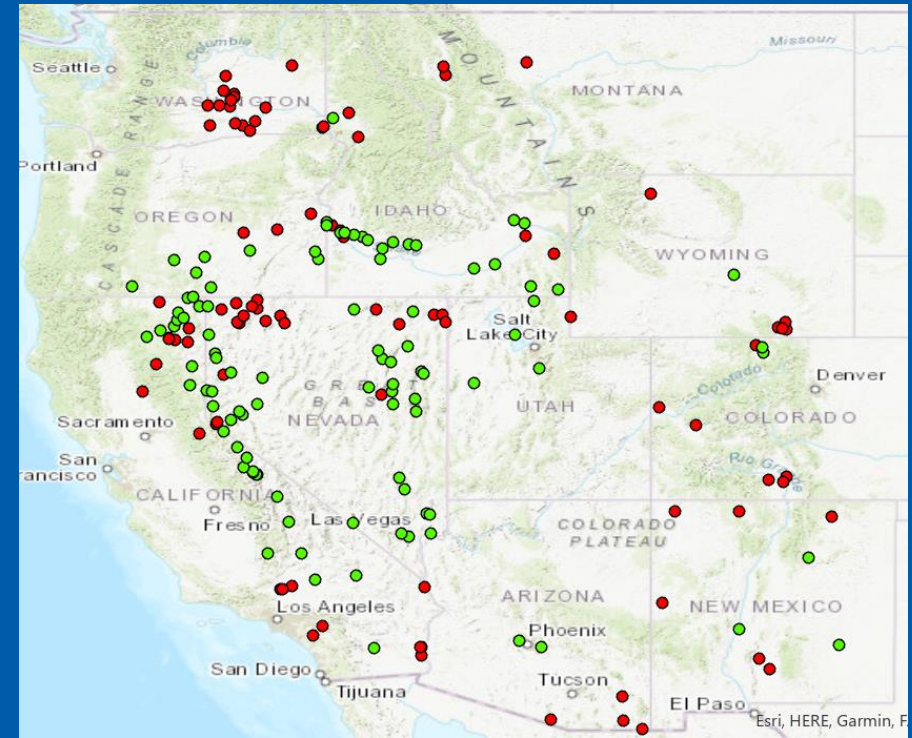 Columbia
Missouri
Seattle
MOUNTAINS
MONTANA
WASHINGTON
CASCADE RANGE
Portland
OREGON
IDAHO
WYOMING
Salt
Lake City
Denver
Colorado
GREAT
BAS
NEVADA
UTAH
COLORADO
Sacramento
San
rancisco
Rio Grande
CALIFORNIA
Fresno
Las Vegas
COLORADO
PLATEAU
ARIZONA
NEW MEXICO
Los Angeles
Phoenix
San Diego
Tijuana
Tucson
El Paso
Esri, HERE, Garmin, F